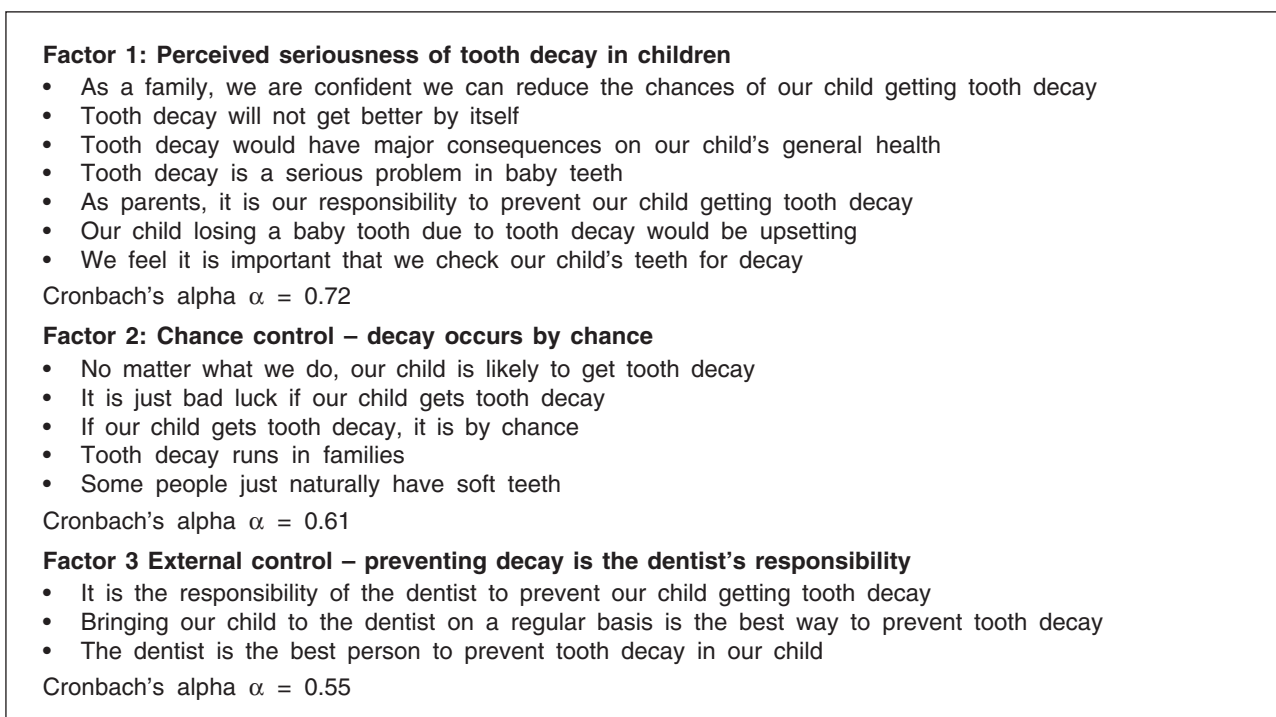 Factor 1: Perceived seriousness of tooth decay in children
• As a family, we are confident we can reduce the chances of our child getting tooth decay
• Tooth decay will not get better by itself
• Tooth decay would have major consequences on our child's general health
• Tooth decay is a serious problem in baby teeth
• As parents, it is our responsibility to prevent our child getting tooth decay
• Our child losing a baby tooth due to tooth decay would be upsetting
• We feel it is important that we check our child's teeth for decay
Cronbach's alpha α = 0.72
Factor 2: Chance control – decay occurs by chance
• No matter what we do, our child is likely to get tooth decay
• It is just bad luck if our child gets tooth decay
• If our child gets tooth decay, it is by chance
• Tooth decay runs in families
• Some people just naturally have soft teeth
Cronbach's alpha α = 0.61
Factor 3 External control – preventing decay is the dentist's responsibility
• It is the responsibility of the dentist to prevent our child getting tooth decay
• Bringing our child to the dentist on a regular basis is the best way to prevent tooth decay
• The dentist is the best person to prevent tooth decay in our child
Cronbach's alpha α = 0.55